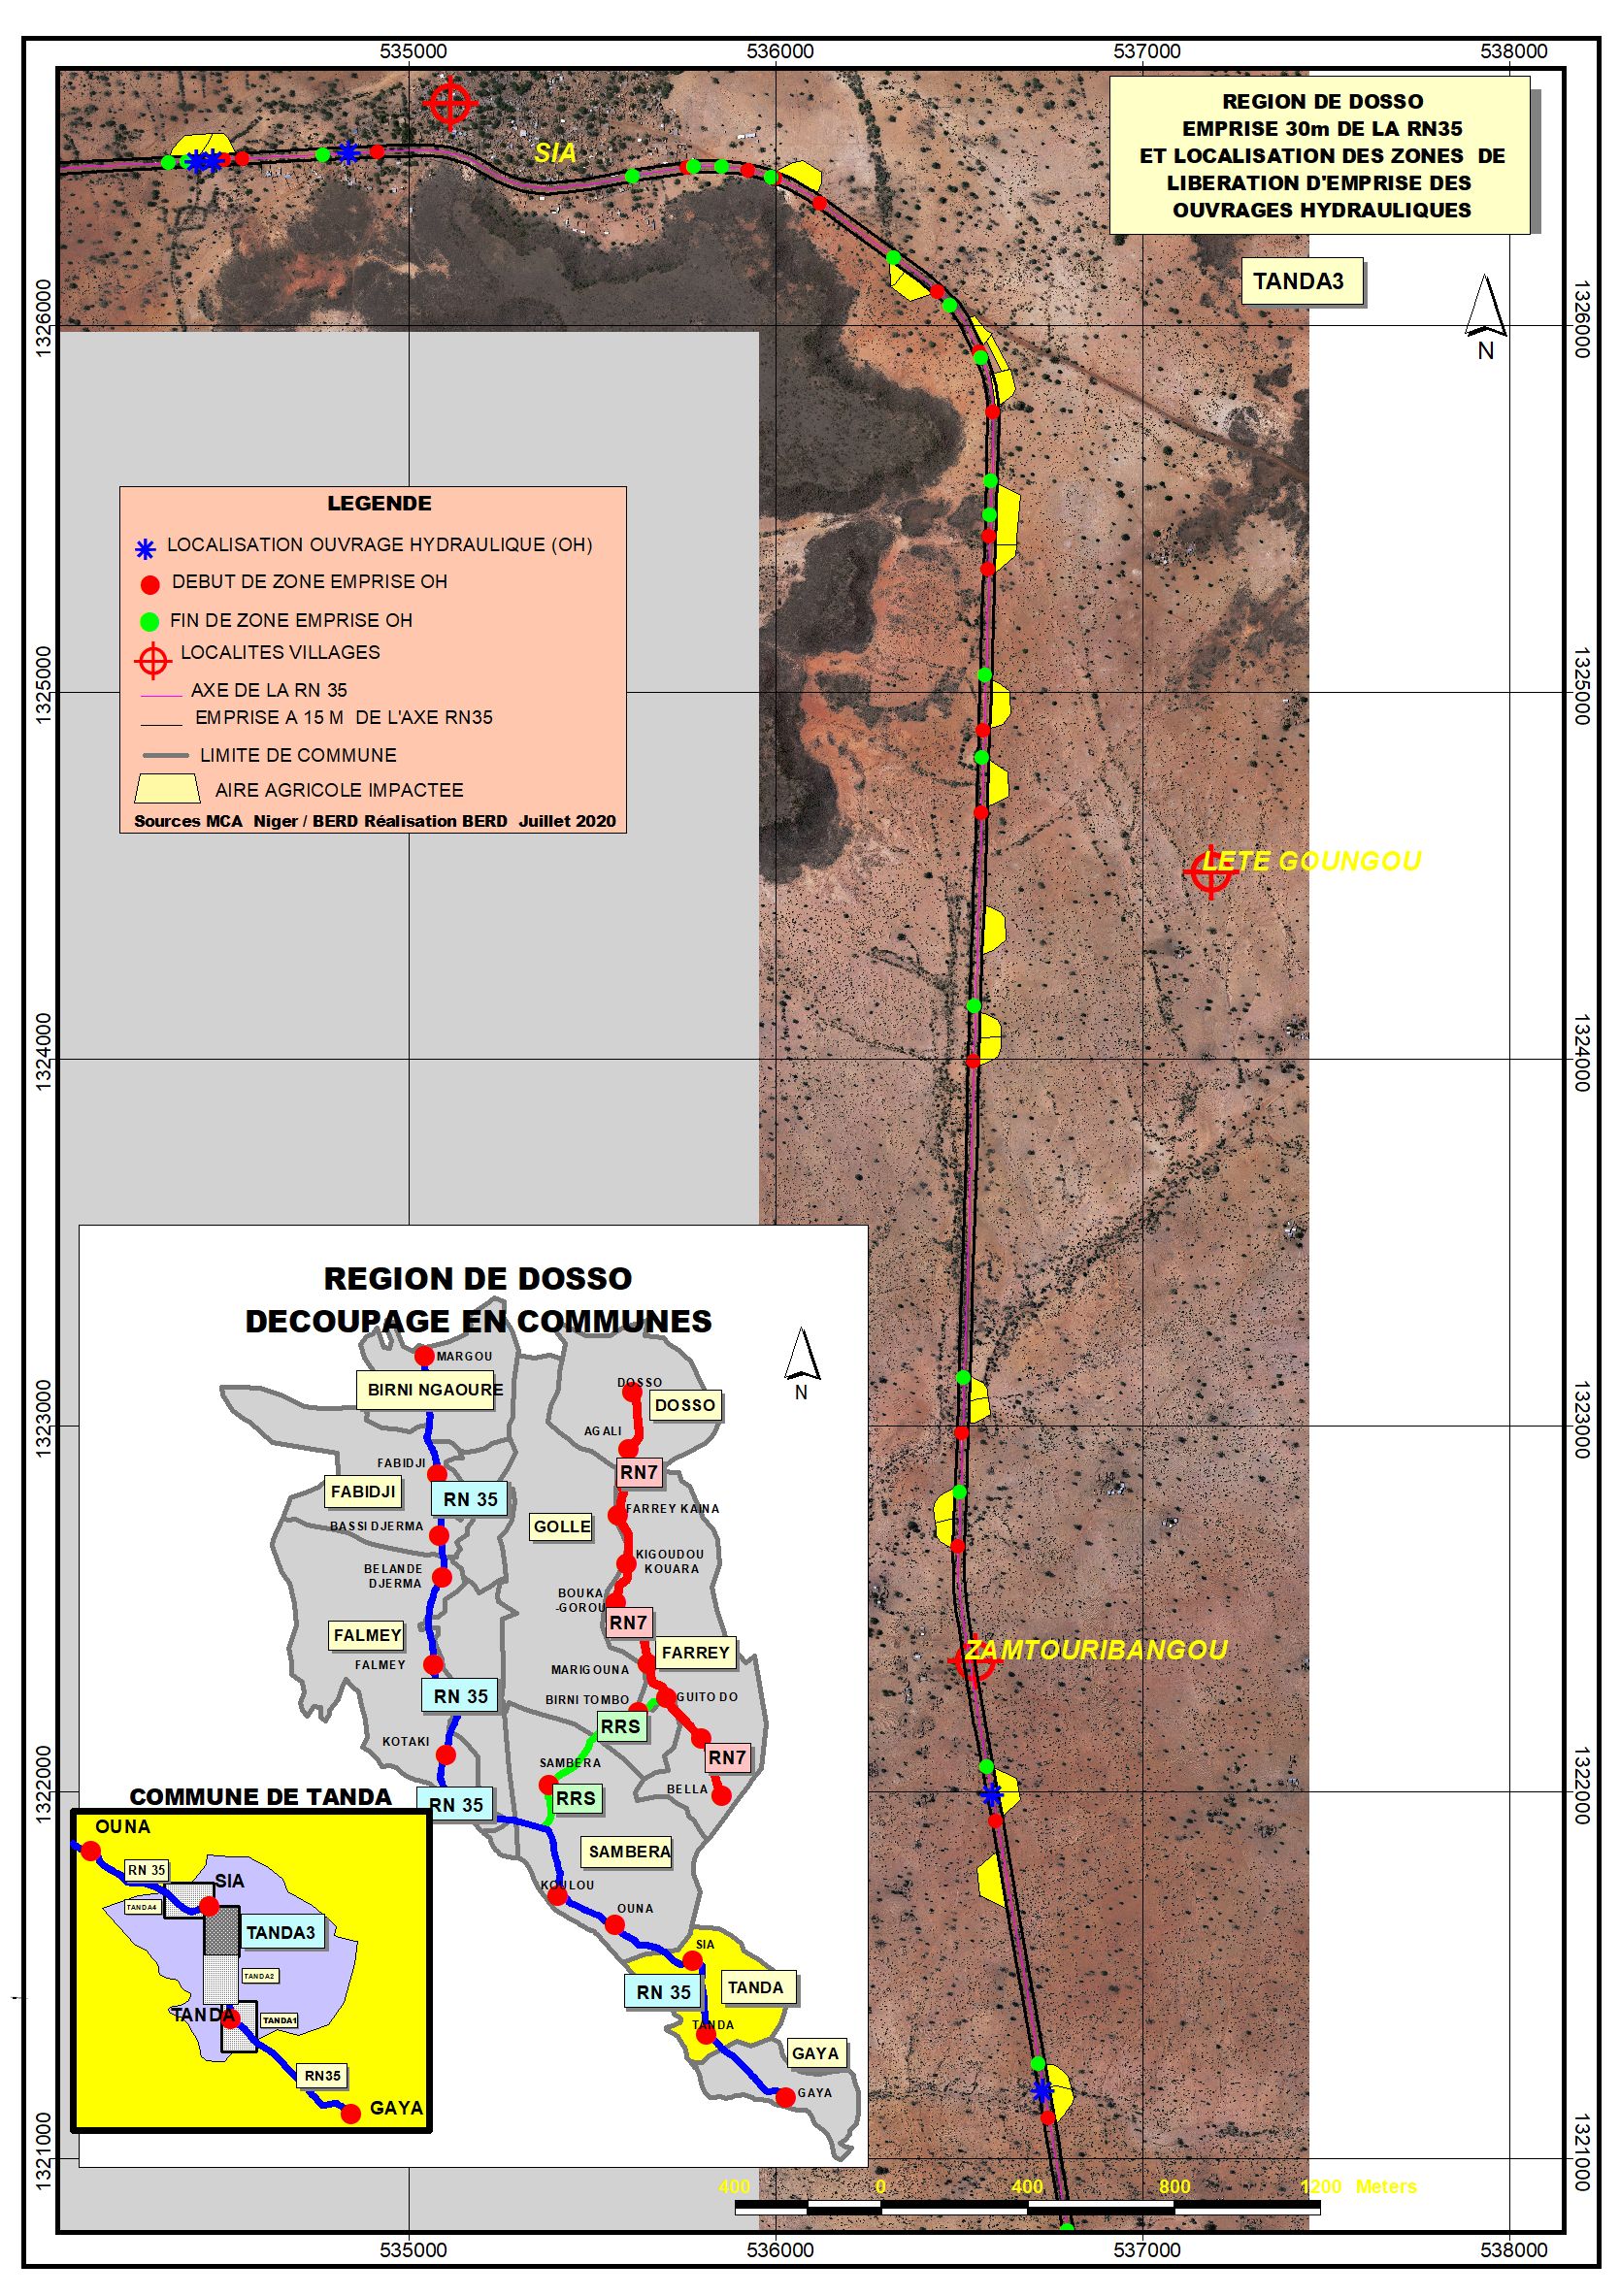 535000
536000
537000
538000
REGION DE DOSSO
EMPRISE 30m DE LA RN35
ET LOCALISATION DES ZONES DE
LIBERATION D'EMPRISE DES
OUVRAGES HYDRAULIQUES
SIA
TANDA3
N
1326000
1326000
LEGENDE
LOCALISATION OUVRAGE HYDRAULIQUE (OH)
DEBUT DE ZONE EMPRISE OH
FIN DE ZONE EMPRISE OH
LOCALITES VILLAGES
AXE DE LA RN 35
EMPRISE A 15 M DE L'AXE RN35
LIMITE DE COMMUNE
AIRE AGRICOLE IMPACTEE
Sources MCA Niger / BERD Réalisation BERD Juillet 2020
1325000
1325000
LETE GOUNGOU
1324000
1324000
1323000
1323000
ZAMTOURIBANGOU
1322000
1322000
1321000
1321000
REGION DE DOSSO
DECOUPAGE EN COMMUNES
N
MARGOU
BIRNI NGAOURE
DOSSO
DOSSO
AGALI
FABIDJI
RN7
FABIDJI
RN 35
FARREY KAINA
BASSI DJERMA
GOLLE
BELANDE
DJERMA
KIGOUDOU
KOUARA
BOUKA
-GOROU
RN7
FALMEY
FARREY
FALMEY
MARIGOUNA
RN 35
BIRNI TOMBO
GUITO DO
RRS
KOTAKI
SAMBERA
RN7
BELLA
RRS
RN 35
SAMBERA
KOULOU
OUNA
SIA
RN 35
TANDA
TANDA
GAYA
GAYA
COMMUNE DE TANDA
OUNA
RN 35
SIA
TANDA4
TANDA3
TANDA2
TANDA
TANDA1
RN35
GAYA
400
0
400
800
1200 Meters
535000
536000
537000
538000